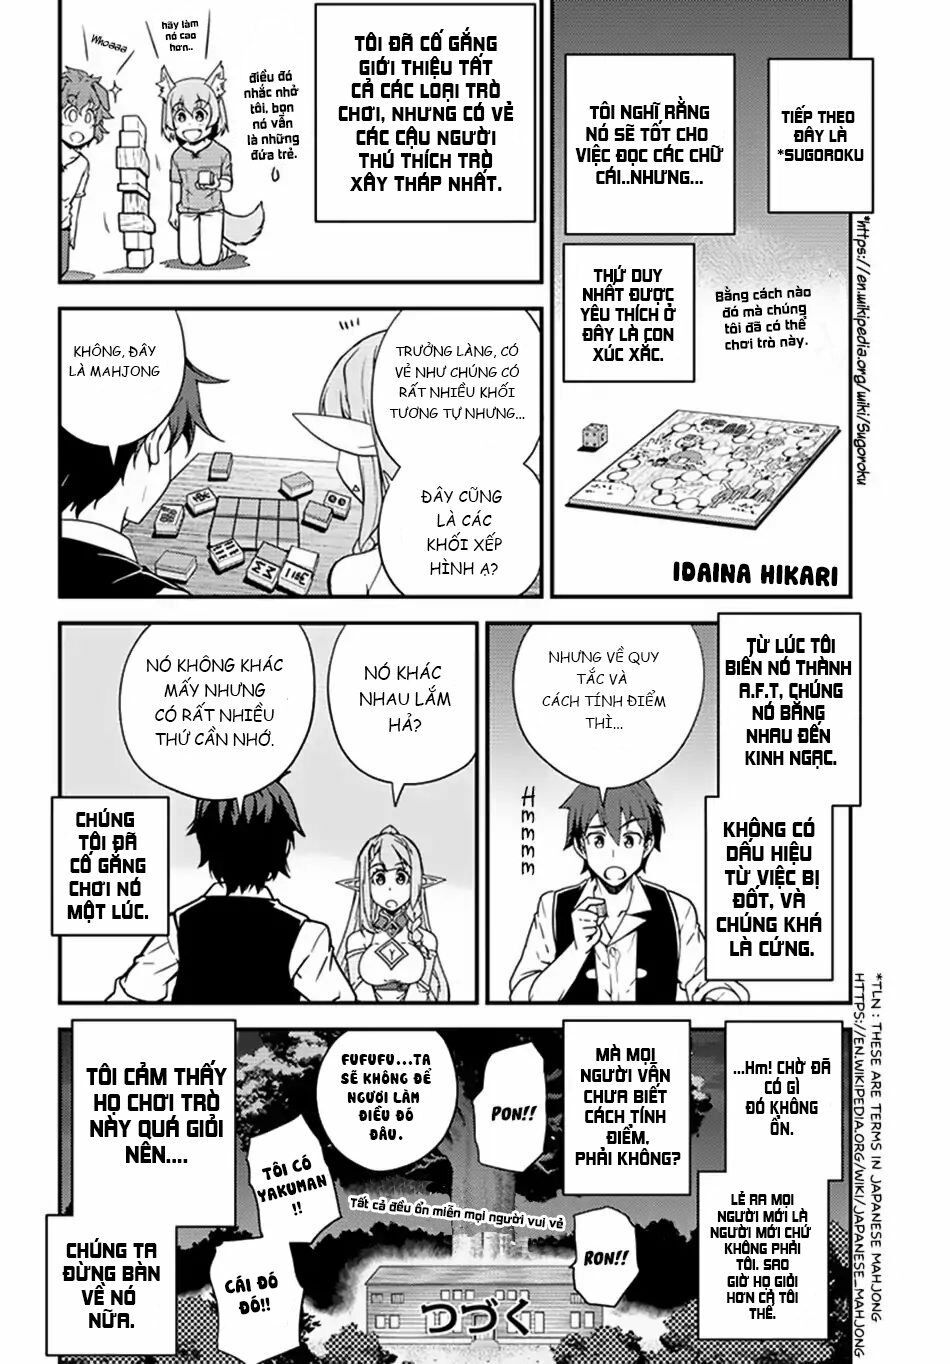 TIẾP THEO
ĐÂY LÀ
*SUGOROKU
*https://en.wikipedia.org/wiki/Sugoroku
TÔI NGHĨ RẰNG
NÓ SẼ TỐT CHO
VIỆC ĐỌC CÁC CHỮ
CÁI..NHƯNG...
THỨ DUY
NHẤT ĐƯỢC
YÊU THÍCH Ở
ĐÂY LÀ CON
XÚC XẮC.
Bằng cách nào
đó mà chúng
tôi đã có thể
chơi trò này.
IDAINA HIKARI
TÔI ĐÃ CỐ GẮNG
GIỚI THIỆU TẤT
CẢ CÁC LOẠI TRÒ
CHƠI, NHƯNG CÓ VẺ
CÁC CẬU NGƯỜI
THÚ THÍCH TRÒ
XÂY THÁP NHẤT.
hãy làm
nó cao
hơn..
Whoaaa
điều đó
nhắc nhở
tôi, bọn
nó vẫn
là những
đứa trẻ.
TRƯỞNG LÀNG, CÓ
VẺ NHƯ CHÚNG CÓ
RẤT NHIỀU KHỐI
TƯƠNG TỰ NHƯNG...
ĐÂY CŨNG
LÀ CÁC
KHỐI XẾP
HÌNH Ạ?
KHÔNG, ĐÂY
LÀ MAHJONG
TỪ LÚC TÔI
BIẾN NÓ THÀNH
A.F.T, CHÚNG
NÓ BẰNG
NHAU ĐẾN
KINH NGẠC.
KHÔNG CÓ
DẤU HIỆU
TỪ VIỆC BỊ
ĐỐT, VÀ
CHÚNG KHÁ
LÀ CỨNG.
NHƯNG VỀ QUY
TẮC VÀ
CÁCH TÍNH ĐIỂM
THÌ...
Hmmmm
NÓ KHÁC
NHAU LẮM
HẢ?
NÓ KHÔNG KHÁC
MẤY NHƯNG
CÓ RẤT NHIỀU
THỨ CẦN NHỚ.
CHÚNG
TÔI ĐÃ
CỐ GẮNG
CHƠI NÓ
MỘT LÚC.
*TLN : THESE ARE TERMS IN JAPANESE MAHJONG
HTTPS://EN.WIKIPEDIA.ORG/WIKI/JAPANESE_MAHJONG
...Hm! CHỜ ĐÃ
CÓ GÌ
ĐÓ KHÔNG
ỔN.
LẼ RA MỌI
NGƯỜI MỚI LÀ
NGƯỜI MỚI CHỨ
KHÔNG PHẢI
TÔI. SAO
GIỜ HỌ GIỎI
HƠN CẢ TÔI
THẾ.
MÀ MỌI
NGƯỜI VẪN
CHƯA BIẾT
CÁCH TÍNH
ĐIỂM,
PHẢI KHÔNG?
PON!!
RON!!
FUFUFU...TA
SẼ KHÔNG ĐỂ
NGƯƠI LÀM
ĐIỀU ĐÓ
ĐÂU.
Tất cả đều ổn miễn mọi người vui vẻ
TÔI CÓ
YAKUMAN
!!
CÁI ĐÓ
ĐÓ!!
TÔI CẢM THẤY
HỌ CHƠI TRÒ
NÀY QUÁ GIỎI
NÊN....
CHÚNG TA
ĐỪNG BÀN
VỀ NÓ
NỮA.
つづく